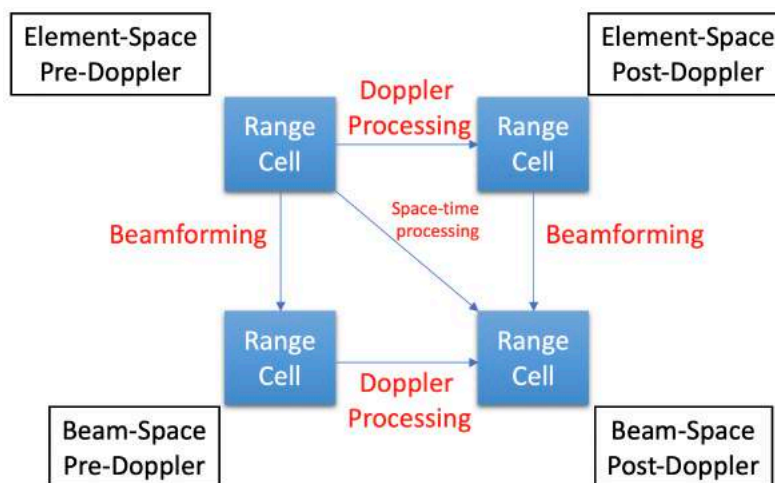 Element-Space
Pre-Doppler
Element-Space
Post-Doppler
Doppler
Processing
Range
Cell
Range
Cell
Space-time
processing
Beamforming
Beamforming
Range
Cell
Range
Cell
Doppler
Processing
Beam-Space
Pre-Doppler
Beam-Space
Post-Doppler